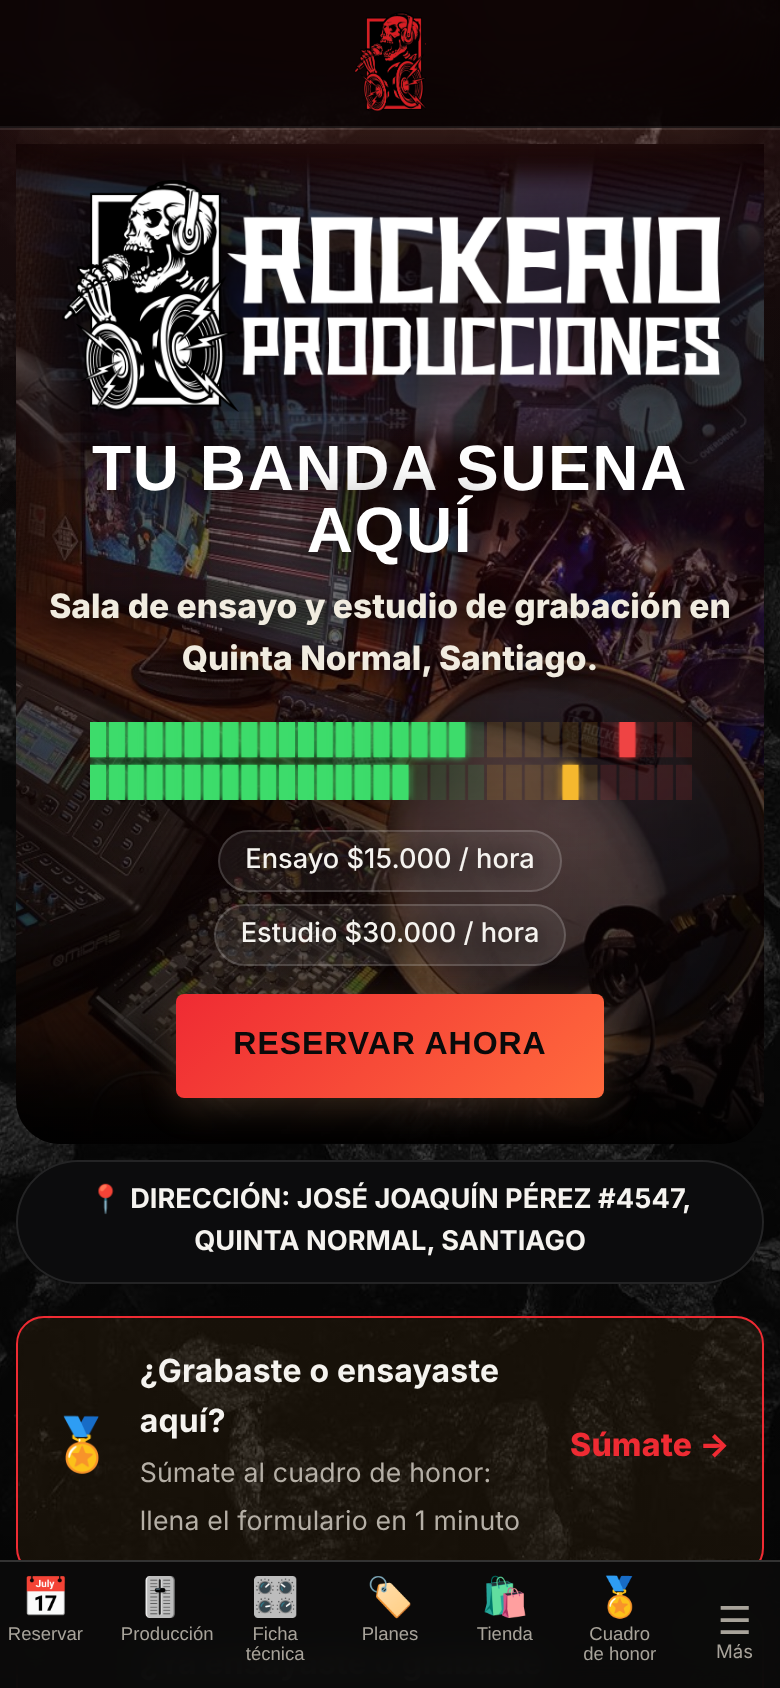 ROCKERIO
PRODUCCIONES
TU BANDA SUENA
AQUÍ
Sala de ensayo y estudio de grabación en
Quinta Normal, Santiago.
Ensayo $15.000 / hora
Estudio $30.000 / hora
RESERVAR AHORA
📍 DIRECCIÓN: JOSÉ JOAQUÍN PÉREZ #4547,
QUINTA NORMAL, SANTIAGO
¿Grabaste o ensayaste
aquí?
Súmate al cuadro de honor:
llena el formulario en 1 minuto
Súmate →
July
17
Reservar
Producción
Ficha
técnica
Planes
Tienda
Cuadro
de honor
Más